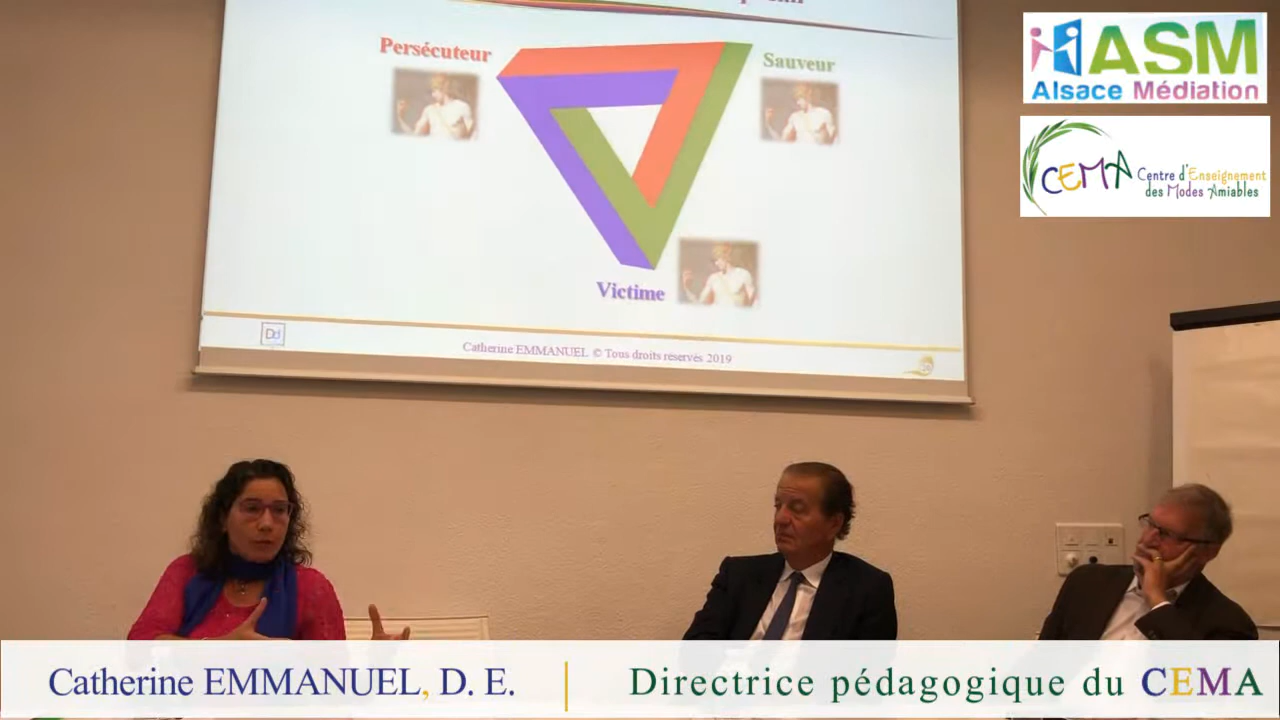 Persécuteur
Sauveur
Victime
Dd
Catherine EMMANUEL © Tous droits réservés 2019
ASM
Alsace Médiation
CEMA Centre d'Enseignement
des Modes Amiables
Catherine EMMANUEL, D. E.
Directrice pédagogique du CEMA